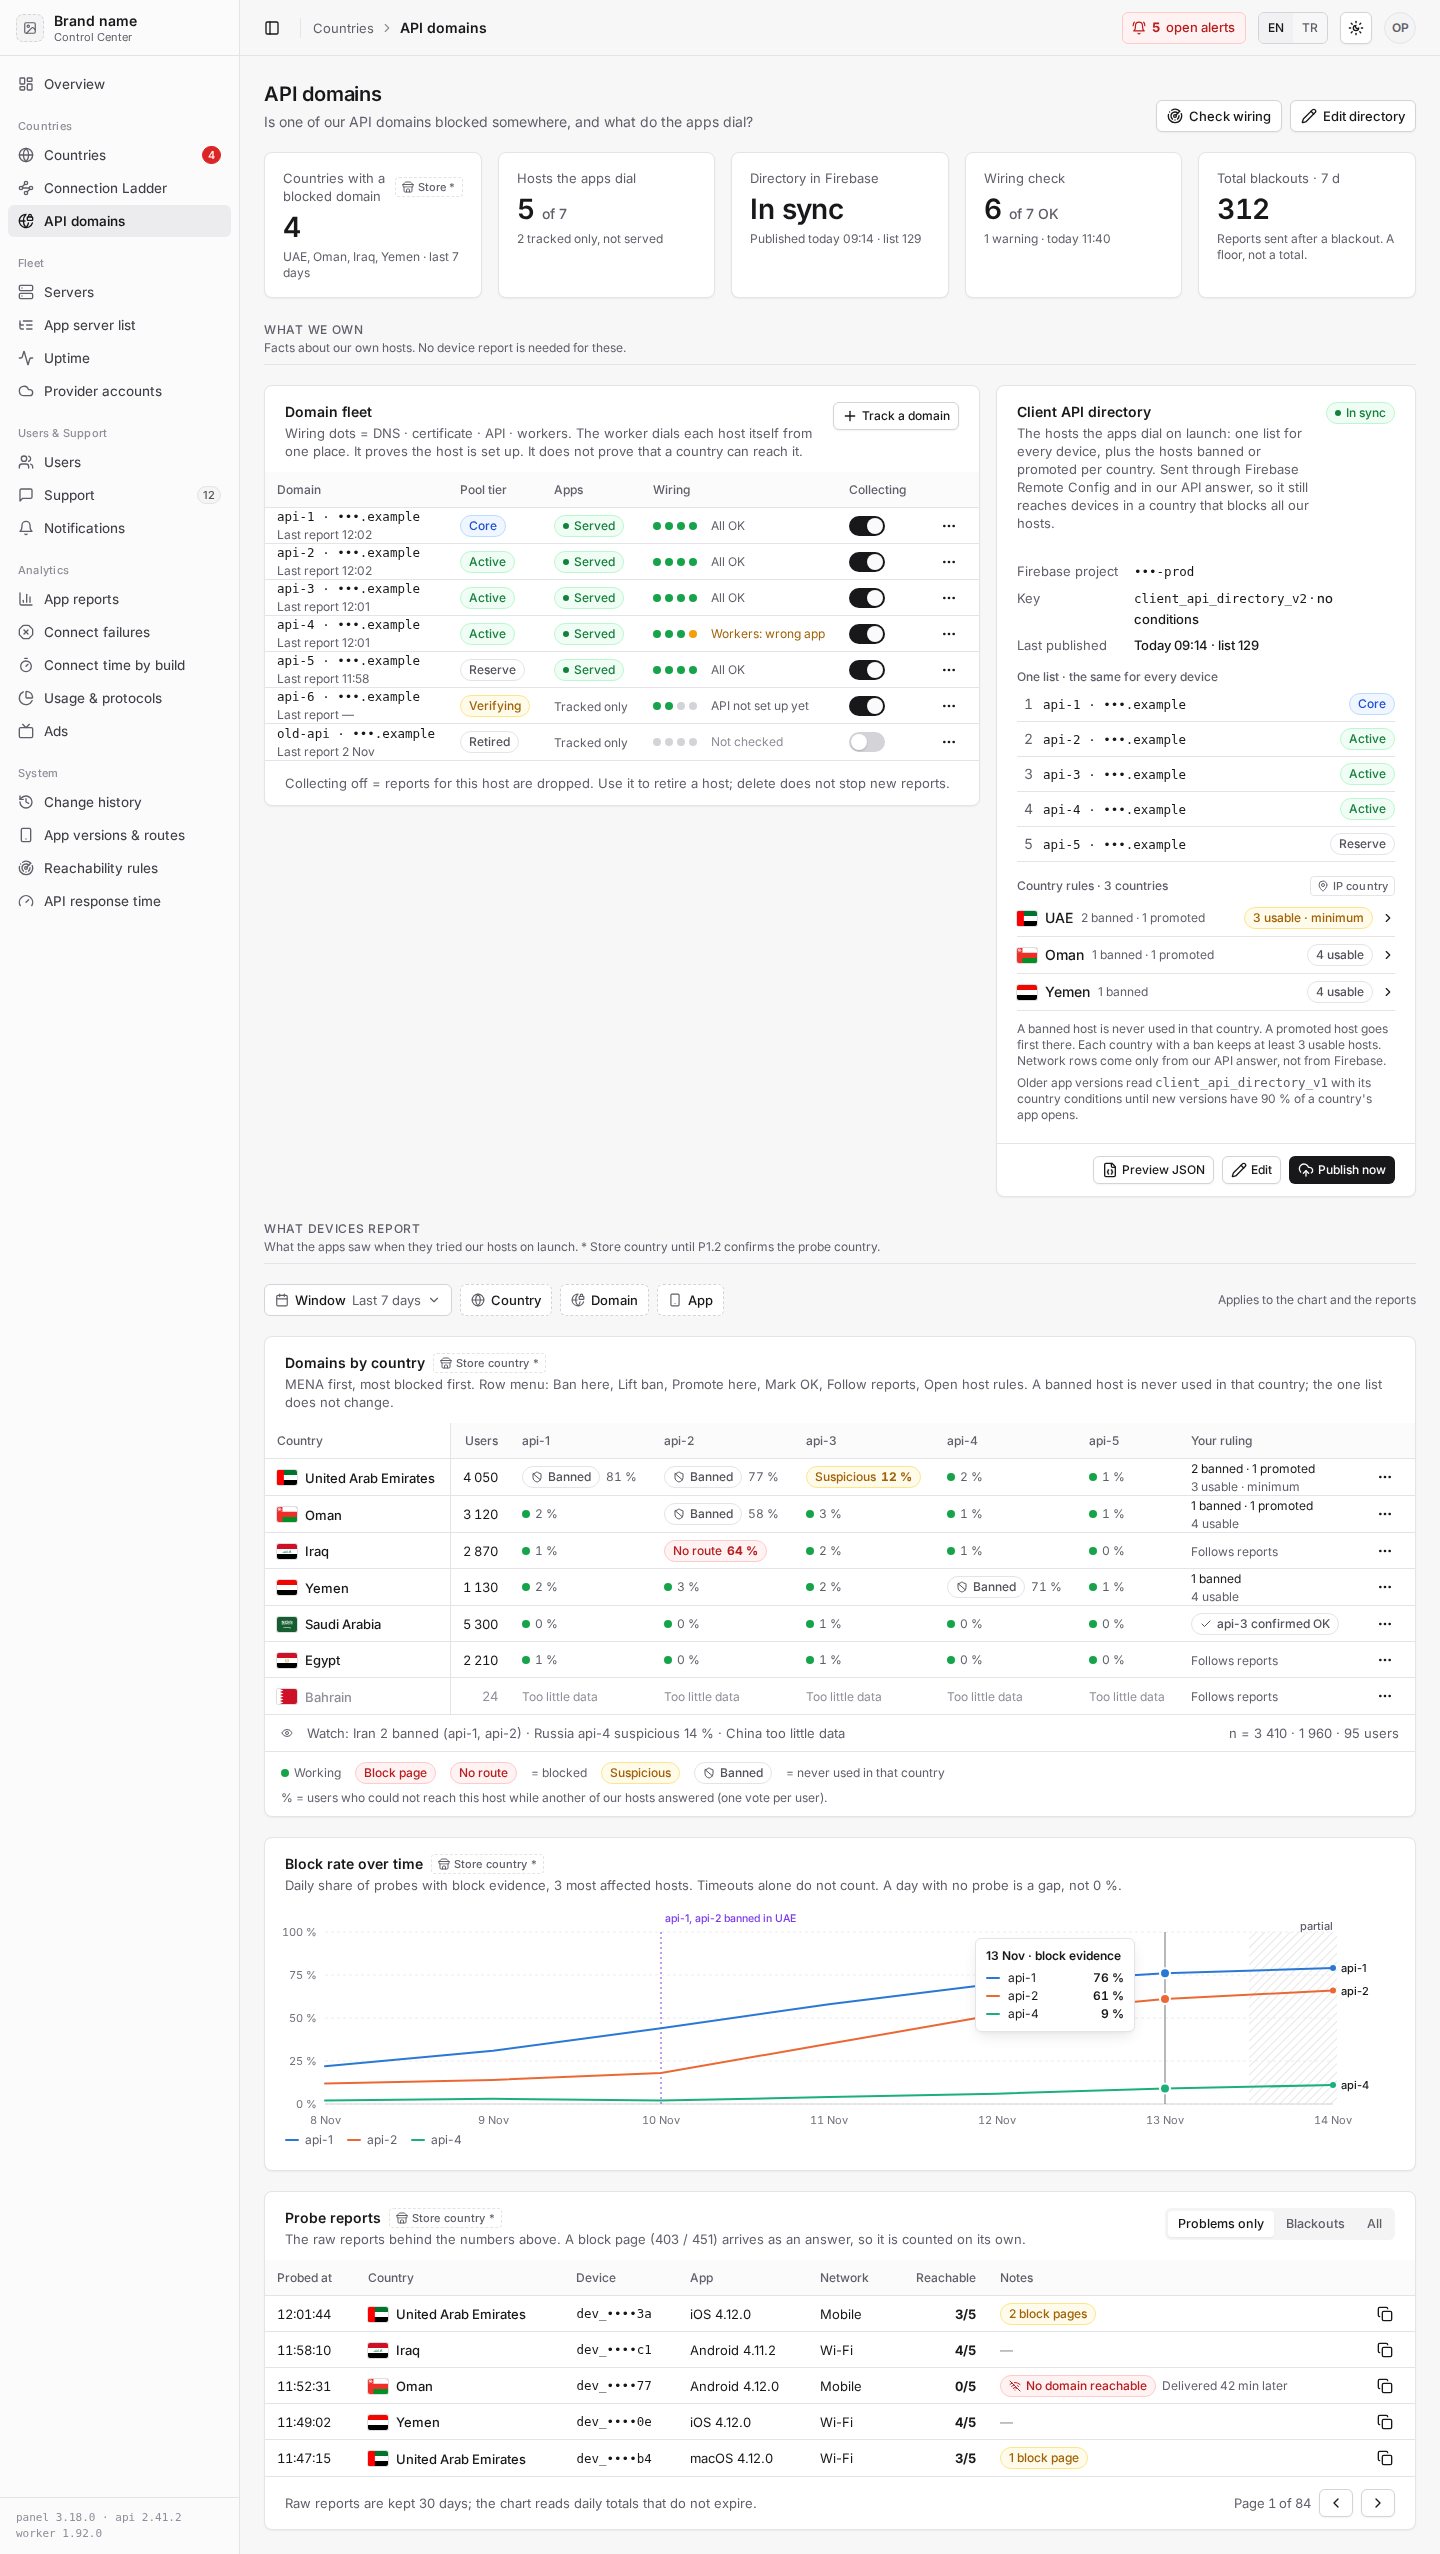 Brand name
Control Center
Countries > API domains
5 open alerts
EN TR
OP
Overview
Countries
Countries 4
Connection Ladder
API domains
Fleet
Servers
App server list
Uptime
Provider accounts
Users & Support
Users
Support 12
Notifications
Analytics
App reports
Connect failures
Connect time by build
Usage & protocols
Ads
System
Change history
App versions & routes
Reachability rules
API response time
panel 3.18.0 · api 2.41.2
worker 1.92.0
API domains
Is one of our API domains blocked somewhere, and what do the apps dial?
Check wiring
Edit directory
Countries with a blocked domain
Store *
4
UAE, Oman, Iraq, Yemen · last 7 days
Hosts the apps dial
5 of 7
2 tracked only, not served
Directory in Firebase
In sync
Published today 09:14 · list 129
Wiring check
6 of 7 OK
1 warning · today 11:40
Total blackouts · 7 d
312
Reports sent after a blackout. A floor, not a total.
WHAT WE OWN
Facts about our own hosts. No device report is needed for these.
Domain fleet
Track a domain
Wiring dots = DNS · certificate · API · workers. The worker dials each host itself from
one place. It proves the host is set up. It does not prove that a country can reach it.
Domain Pool tier Apps Wiring Collecting
api-1 · •••.example Core Served All OK ···
Last report 12:02
api-2 · •••.example Active Served All OK ···
Last report 12:02
api-3 · •••.example Active Served All OK ···
Last report 12:01
api-4 · •••.example Active Served Workers: wrong app ···
Last report 12:01
api-5 · •••.example Reserve Served All OK ···
Last report 11:58
api-6 · •••.example Verifying Tracked only API not set up yet ···
Last report —
old-api · •••.example Retired Tracked only Not checked ···
Last report 2 Nov
Collecting off = reports for this host are dropped. Use it to retire a host; delete does not stop new reports.
Client API directory
In sync
The hosts the apps dial on launch: one list for
every device, plus the hosts banned or
promoted per country. Sent through Firebase
Remote Config and in our API answer, so it still
reaches devices in a country that blocks all our
hosts.
Firebase project •••-prod
Key client_api_directory_v2 · no
conditions
Last published Today 09:14 · list 129
One list · the same for every device
1 api-1 · •••.example Core
2 api-2 · •••.example Active
3 api-3 · •••.example Active
4 api-4 · •••.example Active
5 api-5 · •••.example Reserve
Country rules · 3 countries IP country
UAE 2 banned · 1 promoted 3 usable · minimum
Oman 1 banned · 1 promoted 4 usable
Yemen 1 banned 4 usable
A banned host is never used in that country. A promoted host goes
first there. Each country with a ban keeps at least 3 usable hosts.
Network rows come only from our API answer, not from Firebase.
Older app versions read client_api_directory_v1 with its
country conditions until new versions have 90 % of a country's
app opens.
Preview JSON
Edit
Publish now
WHAT DEVICES REPORT
What the apps saw when they tried our hosts on launch. * Store country until P1.2 confirms the probe country.
Window Last 7 days
Country
Domain
App
Applies to the chart and the reports
Domains by country Store country *
MENA first, most blocked first. Row menu: Ban here, Lift ban, Promote here, Mark OK, Follow reports, Open host rules. A banned host is never used in that country; the one list
does not change.
Country Users api-1 api-2 api-3 api-4 api-5 Your ruling
United Arab Emirates 4 050 Banned 81 % Banned 77 % Suspicious 12 % 2 % 1 % 2 banned · 1 promoted ···
3 usable · minimum
Oman 3 120 2 % Banned 58 % 3 % 1 % 1 % 1 banned · 1 promoted ···
4 usable
Iraq 2 870 1 % No route 64 % 2 % 1 % 0 % Follows reports ···
Yemen 1 130 2 % 3 % 2 % Banned 71 % 1 % 1 banned ···
4 usable
Saudi Arabia 5 300 0 % 0 % 1 % 0 % 0 % api-3 confirmed OK ···
Egypt 2 210 1 % 0 % 1 % 0 % 0 % Follows reports ···
Bahrain 24 Too little data Too little data Too little data Too little data Too little data Follows reports ···
Watch: Iran 2 banned (api-1, api-2) · Russia api-4 suspicious 14 % · China too little data
n = 3 410 · 1 960 · 95 users
Working Block page No route = blocked Suspicious Banned = never used in that country
% = users who could not reach this host while another of our hosts answered (one vote per user).
Block rate over time Store country *
Daily share of probes with block evidence, 3 most affected hosts. Timeouts alone do not count. A day with no probe is a gap, not 0 %.
api-1, api-2 banned in UAE
partial
100 %
75 %
50 %
25 %
0 %
13 Nov · block evidence
api-1 76 %
api-2 61 %
api-4 9 %
api-1
api-2
api-4
8 Nov 9 Nov 10 Nov 11 Nov 12 Nov 13 Nov 14 Nov
api-1 api-2 api-4
Probe reports Store country *
The raw reports behind the numbers above. A block page (403 / 451) arrives as an answer, so it is counted on its own.
Problems only Blackouts All
Probed at Country Device App Network Reachable Notes
12:01:44 United Arab Emirates dev_••••3a iOS 4.12.0 Mobile 3/5 2 block pages
11:58:10 Iraq dev_••••c1 Android 4.11.2 Wi-Fi 4/5 —
11:52:31 Oman dev_••••77 Android 4.12.0 Mobile 0/5 No domain reachable Delivered 42 min later
11:49:02 Yemen dev_••••0e iOS 4.12.0 Wi-Fi 4/5 —
11:47:15 United Arab Emirates dev_••••b4 macOS 4.12.0 Wi-Fi 3/5 1 block page
Raw reports are kept 30 days; the chart reads daily totals that do not expire.
Page 1 of 84